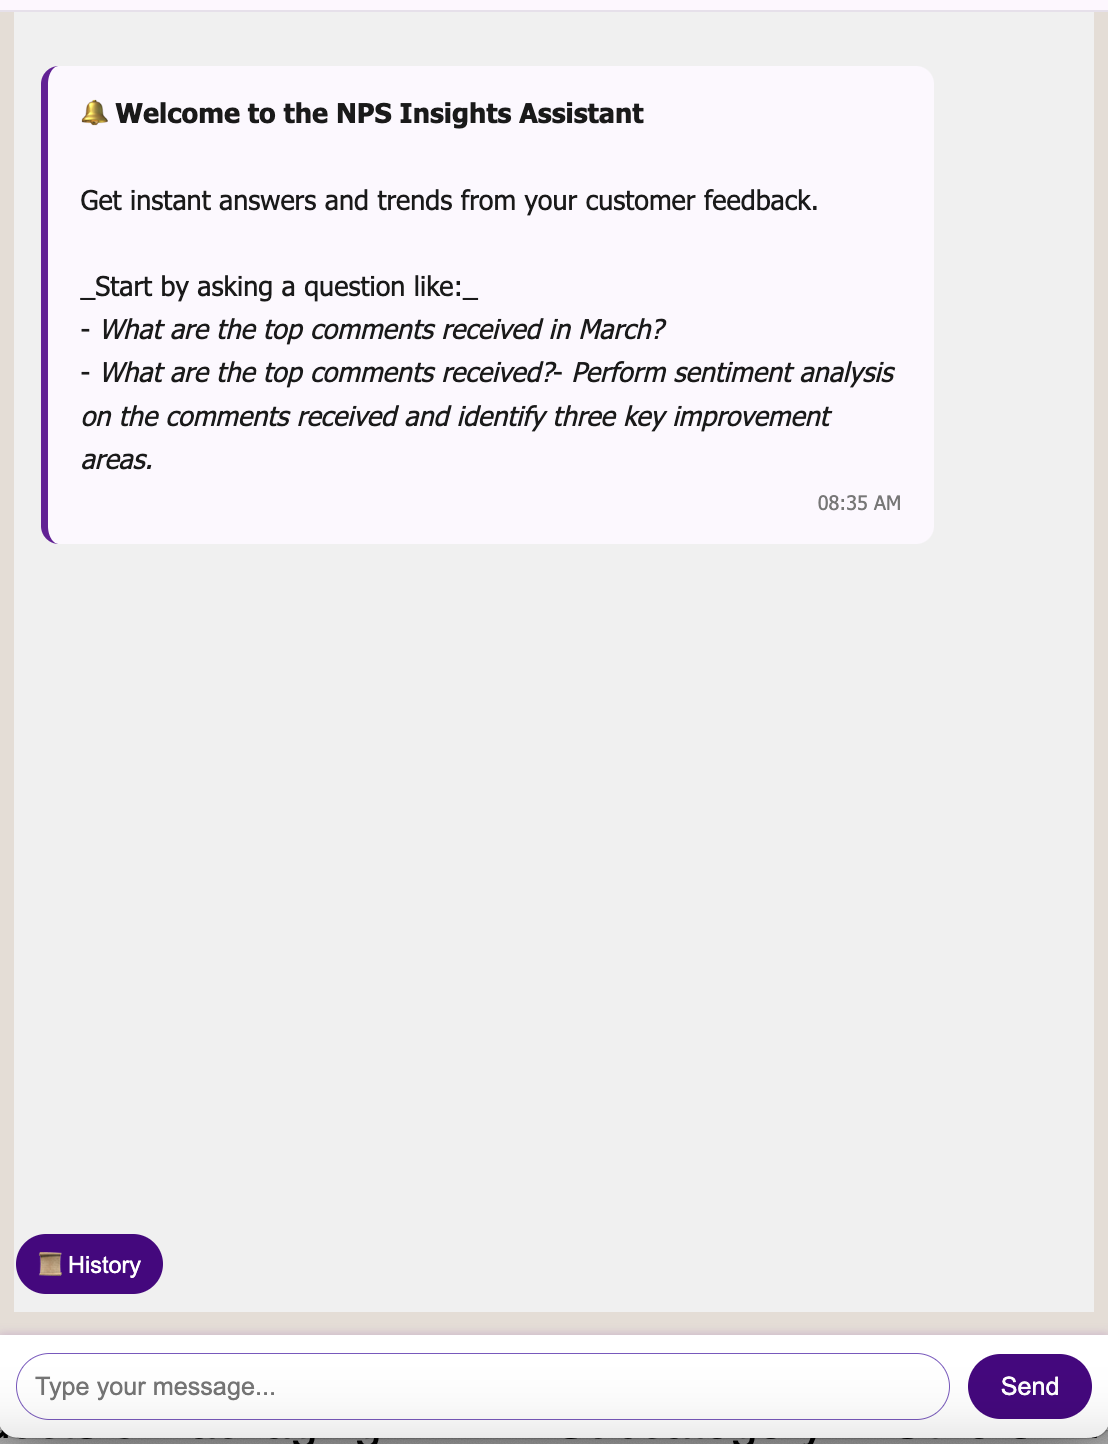 🔔 Welcome to the NPS Insights Assistant
Get instant answers and trends from your customer feedback.
_Start by asking a question like:_
- What are the top comments received in March?
- What are the top comments received?- Perform sentiment analysis
on the comments received and identify three key improvement
areas.
08:35 AM
📜 History
Type your message...
Send